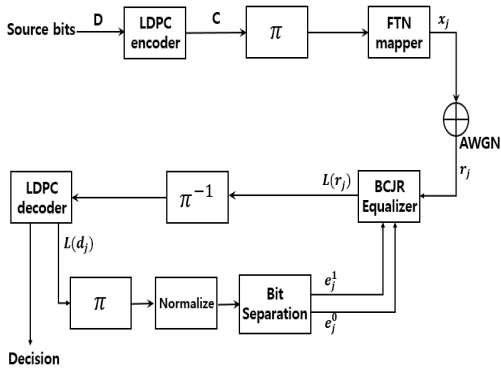 Source bits
D
LDPC
encoder
C
π
FTN
mapper
x_j
AWGN
r_j
BCJR
Equalizer
L(r_j)
π⁻¹
LDPC
decoder
L(d_j)
π
Normalize
Bit
Separation
e_j^1
e_j^0
Decision